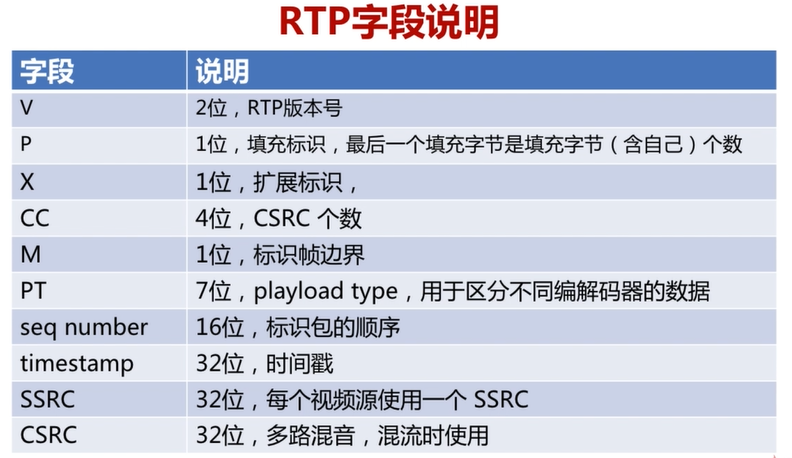 RTP字段说明
字段 说明
V 2位，RTP版本号
P 1位，填充标识，最后一个填充字节是填充字节（含自己）个数
X 1位，扩展标识，
CC 4位，CSRC 个数
M 1位，标识帧边界
PT 7位，playload type，用于区分不同编解码器的数据
seq number 16位，标识包的顺序
timestamp 32位，时间戳
SSRC 32位，每个视频源使用一个 SSRC
CSRC 32位，多路混音，混流时使用